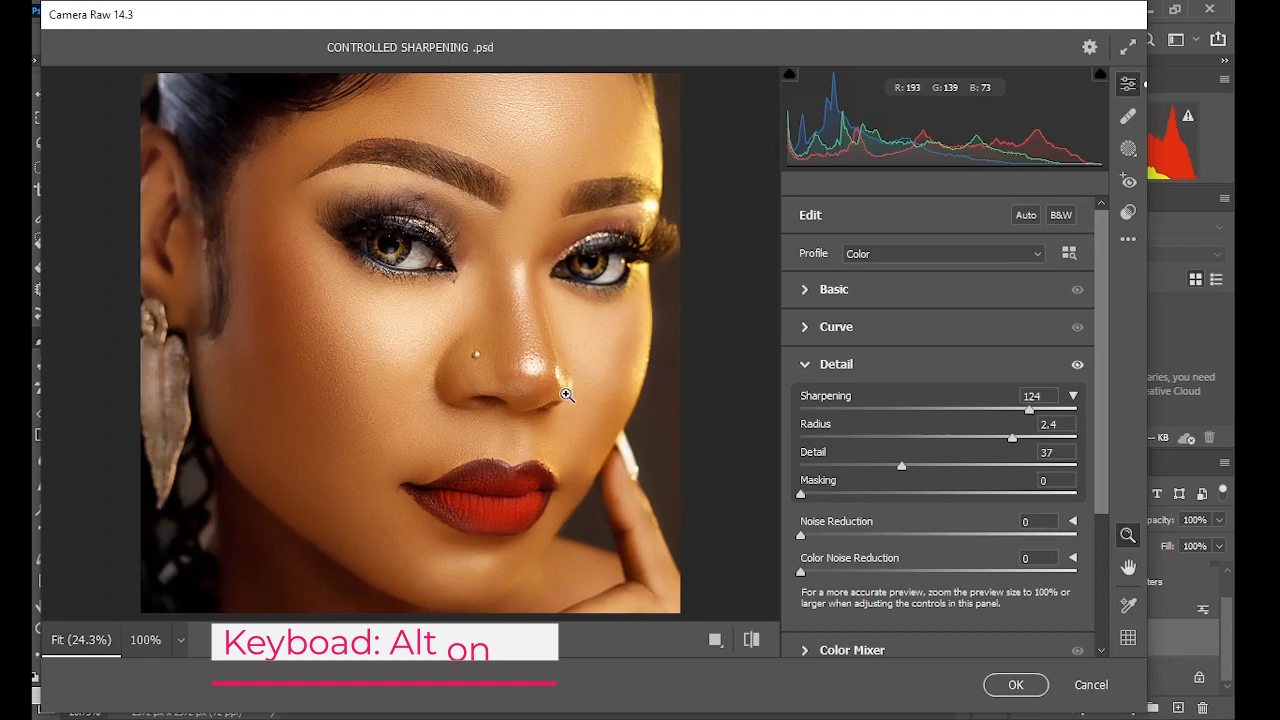 Camera Raw 14.3
CONTROLLED SHARPENING .psd
R: 193 G: 139 B: 73
Edit
Auto
B&W
Profile
Color
Basic
Curve
Detail
Sharpening
124
Radius
2.4
Detail
37
Masking
0
Noise Reduction
0
Color Noise Reduction
0
For a more accurate preview, zoom the preview size to 100% or
larger when adjusting the controls in this panel.
Color Mixer
Fit (24.3%)
100%
Keyboad: Alt on
OK
Cancel
aries, you need
eative Cloud
KB
pacity: 100%
Fill: 100%
ters